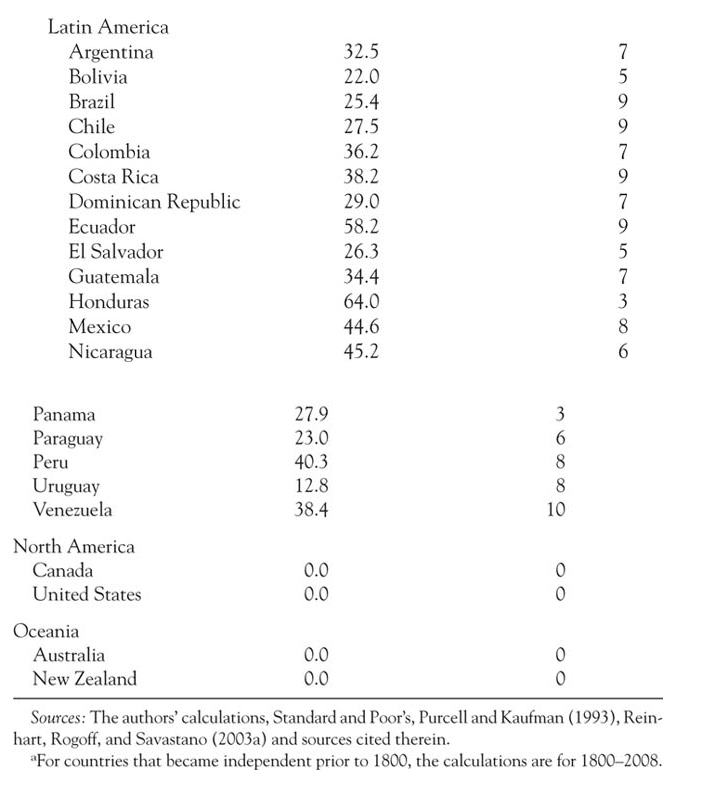 Latin America
Argentina 32.5 7
Bolivia 22.0 5
Brazil 25.4 9
Chile 27.5 9
Colombia 36.2 7
Costa Rica 38.2 9
Dominican Republic 29.0 7
Ecuador 58.2 9
El Salvador 26.3 5
Guatemala 34.4 7
Honduras 64.0 3
Mexico 44.6 8
Nicaragua 45.2 6
Panama 27.9 3
Paraguay 23.0 6
Peru 40.3 8
Uruguay 12.8 8
Venezuela 38.4 10
North America
Canada 0.0 0
United States 0.0 0
Oceania
Australia 0.0 0
New Zealand 0.0 0
Sources: The authors' calculations, Standard and Poor's, Purcell and Kaufman (1993), Rein-
hart, Rogoff, and Savastano (2003a) and sources cited therein.
ᵃFor countries that became independent prior to 1800, the calculations are for 1800–2008.